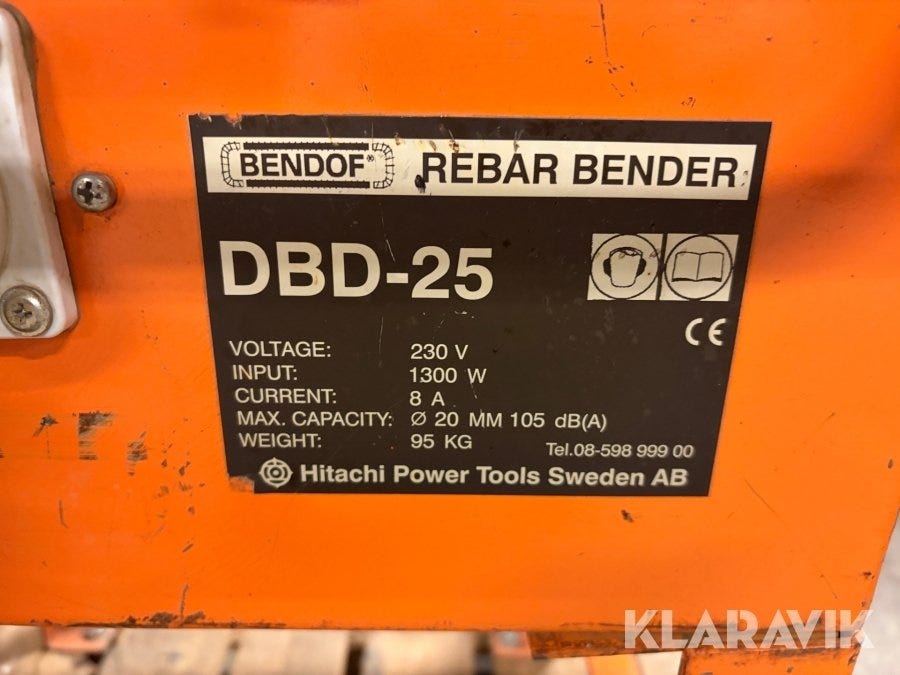 BENDOF® REBAR BENDER
DBD-25
CE
VOLTAGE: 230 V
INPUT: 1300 W
CURRENT: 8 A
MAX. CAPACITY: Ø 20 MM 105 dB(A)
WEIGHT: 95 KG
Tel.08-598 999 00
Hitachi Power Tools Sweden AB
KLARAVIK